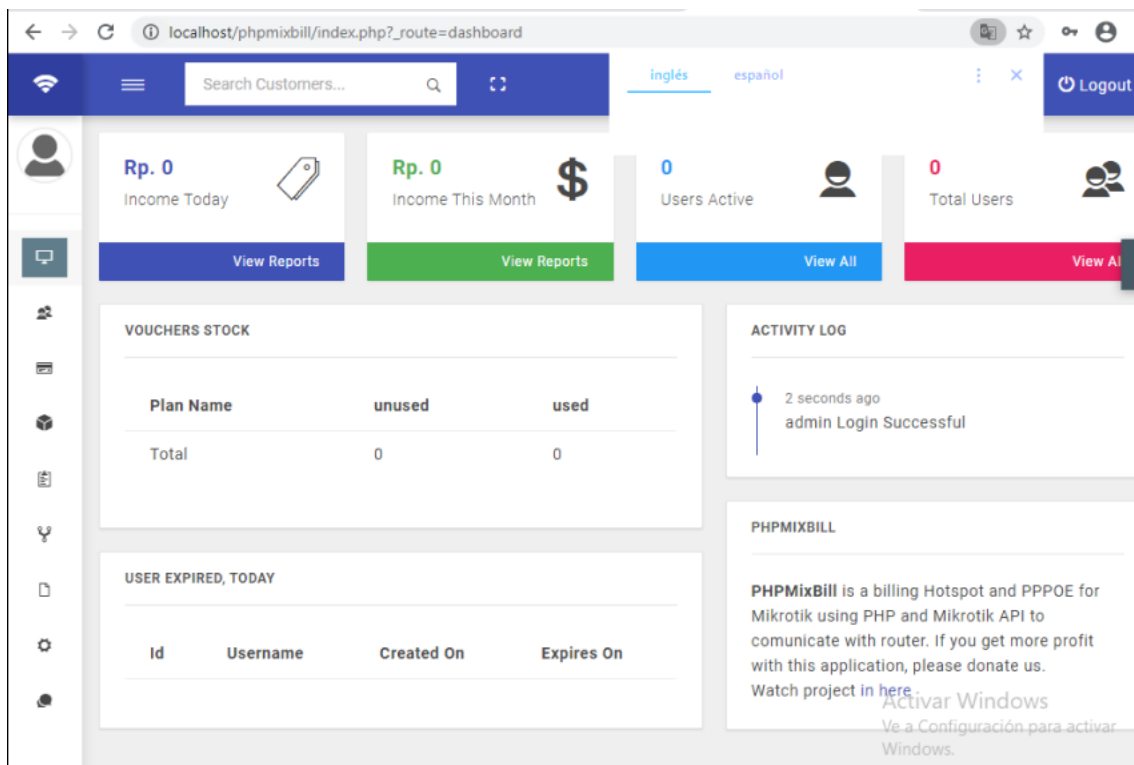 localhost/phpmixbill/index.php?_route=dashboard
Search Customers...
inglés español
Logout
Rp. 0
Income Today
View Reports
Rp. 0
Income This Month
View Reports
0
Users Active
View All
0
Total Users
View Al
VOUCHERS STOCK
Plan Name unused used
Total 0 0
USER EXPIRED, TODAY
Id Username Created On Expires On
ACTIVITY LOG
2 seconds ago
admin Login Successful
PHPMIXBILL
PHPMixBill is a billing Hotspot and PPPOE for
Mikrotik using PHP and Mikrotik API to
comunicate with router. If you get more profit
with this application, please donate us.
Watch project in here
Activar Windows
Ve a Configuración para activar
Windows.